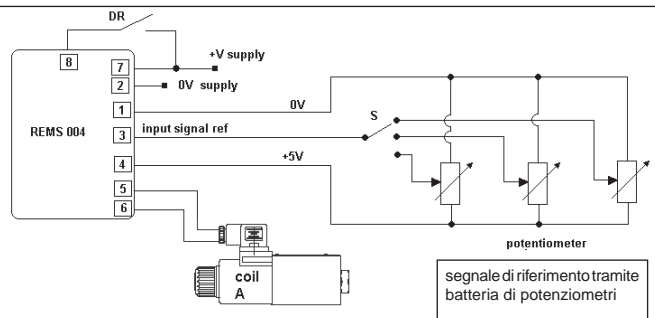 DR
8
+V supply
7
2
0V supply
1
0V
REMS 004
3
input signal ref
S
4
+5V
5
6
potentiometer
coil
A
segnale di riferimento tramite
batteria di potenziometri